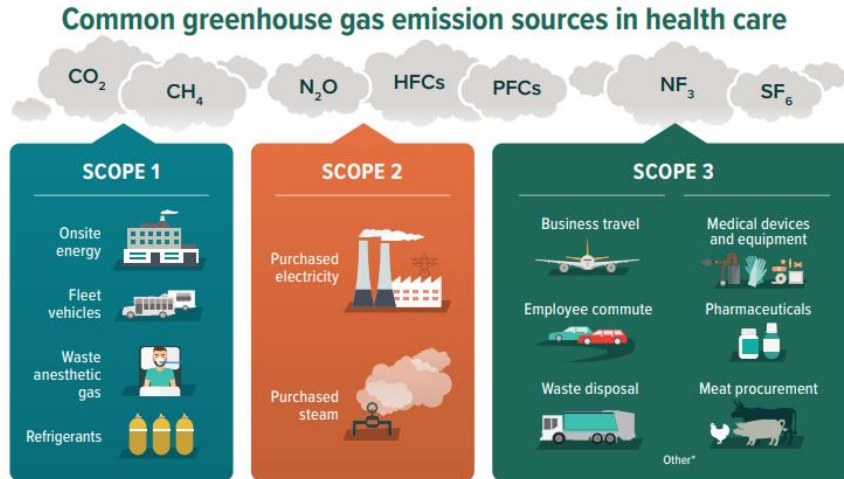 Common greenhouse gas emission sources in health care
CO₂
CH₄
N₂O
HFCs
PFCs
NF₃
SF₆
SCOPE 1
Onsite
energy
Fleet
vehicles
Waste
anesthetic
gas
Refrigerants
SCOPE 2
Purchased
electricity
Purchased
steam
SCOPE 3
Business travel
Employee commute
Waste disposal
Medical devices
and equipment
Pharmaceuticals
Meat procurement
Other*